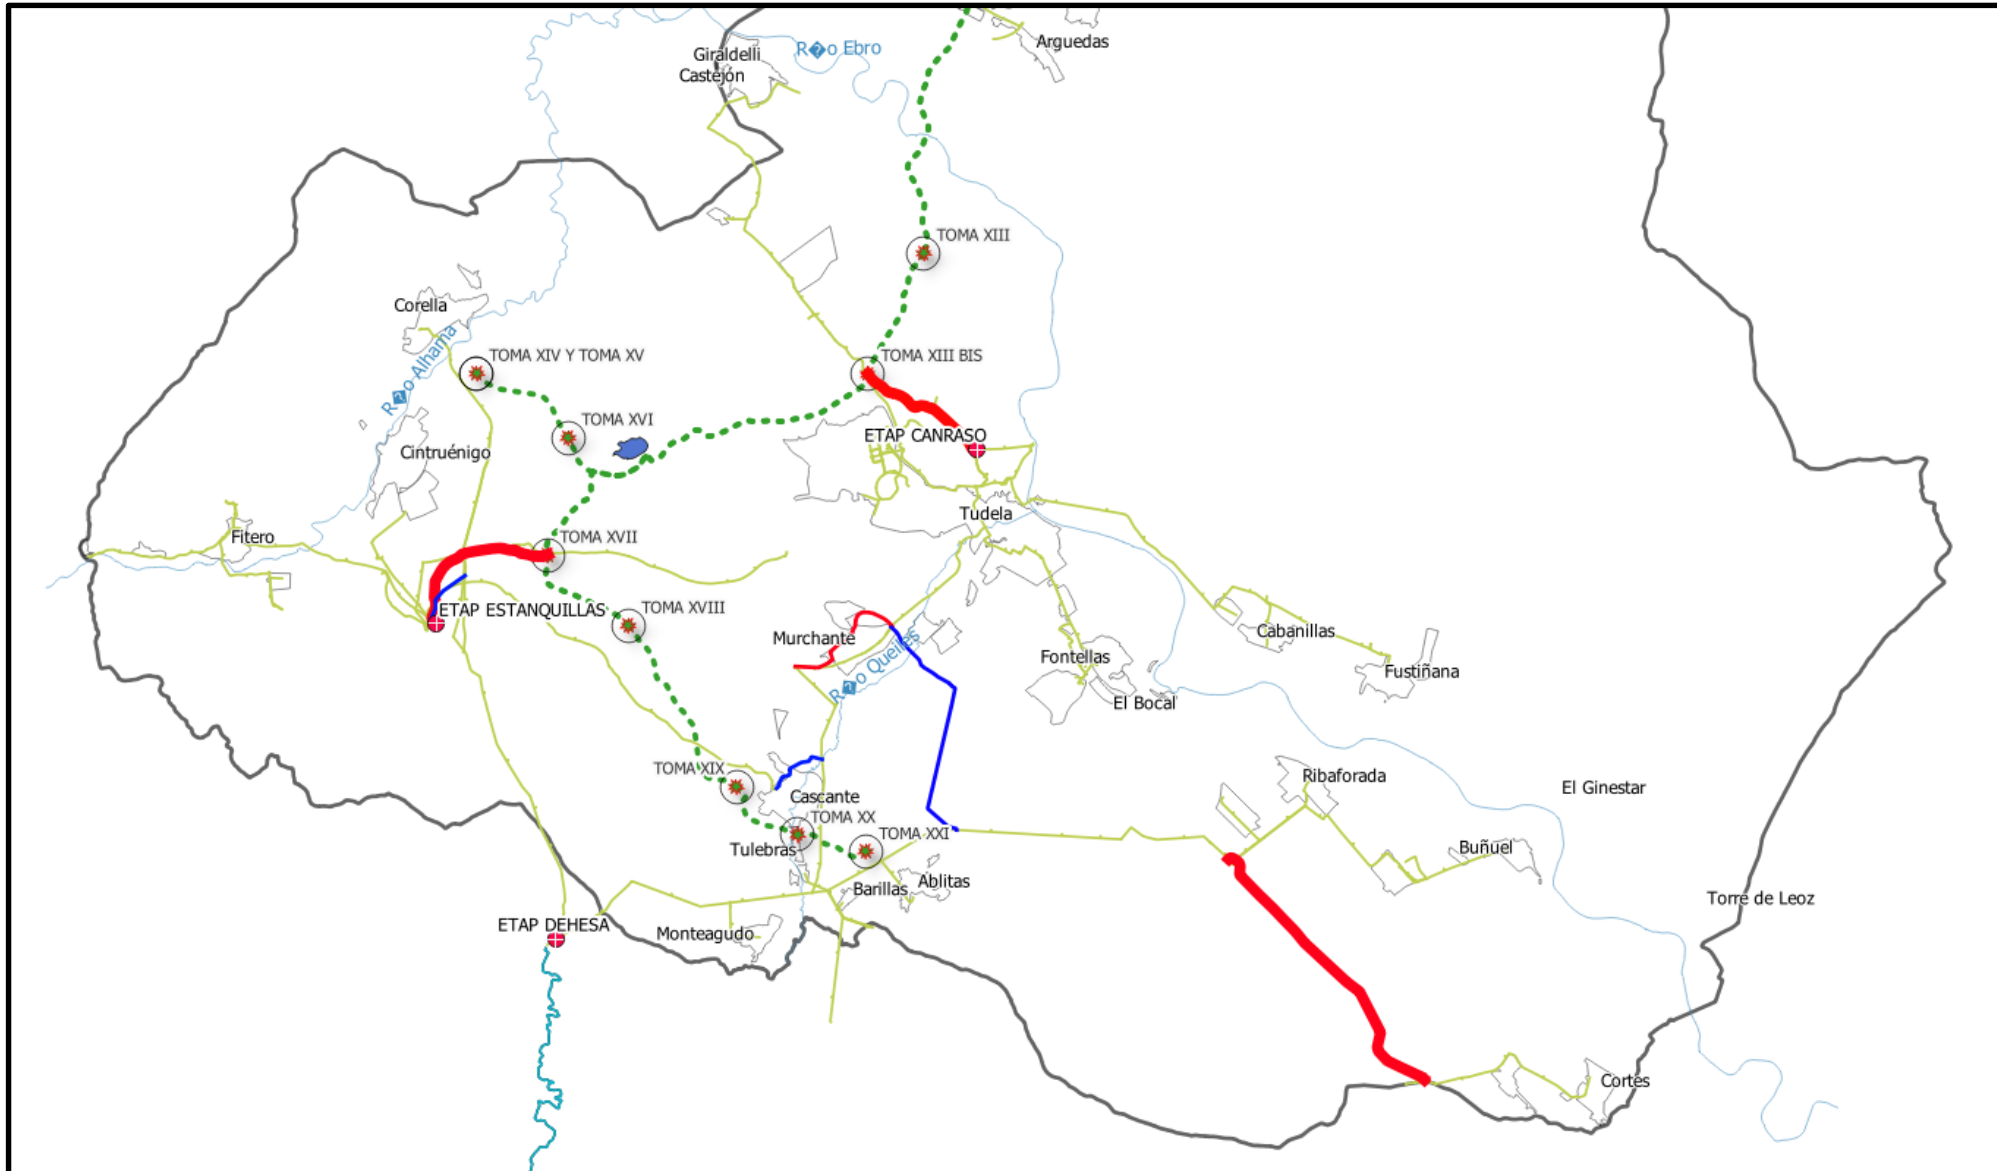 Arguedas
R�o Ebro
Giraldelli
Castejón
TOMA XIII
Corella
R�o Alhama
TOMA XIV Y TOMA XV
TOMA XIII BIS
TOMA XVI
ETAP CANRASO
Cintruénigo
Tudela
Fitero
TOMA XVII
ETAP ESTANQUILLAS
TOMA XVIII
Murchante
R�o Queiles
Cabanillas
Fontellas
Fustiñana
El Bocal
TOMA XIX
Ribaforada
El Ginestar
Cascante
TOMA XX
TOMA XXI
Tulebras
Buñuel
Barillas
Ablitas
Torre de Leoz
ETAP DEHESA
Monteagudo
Cortes